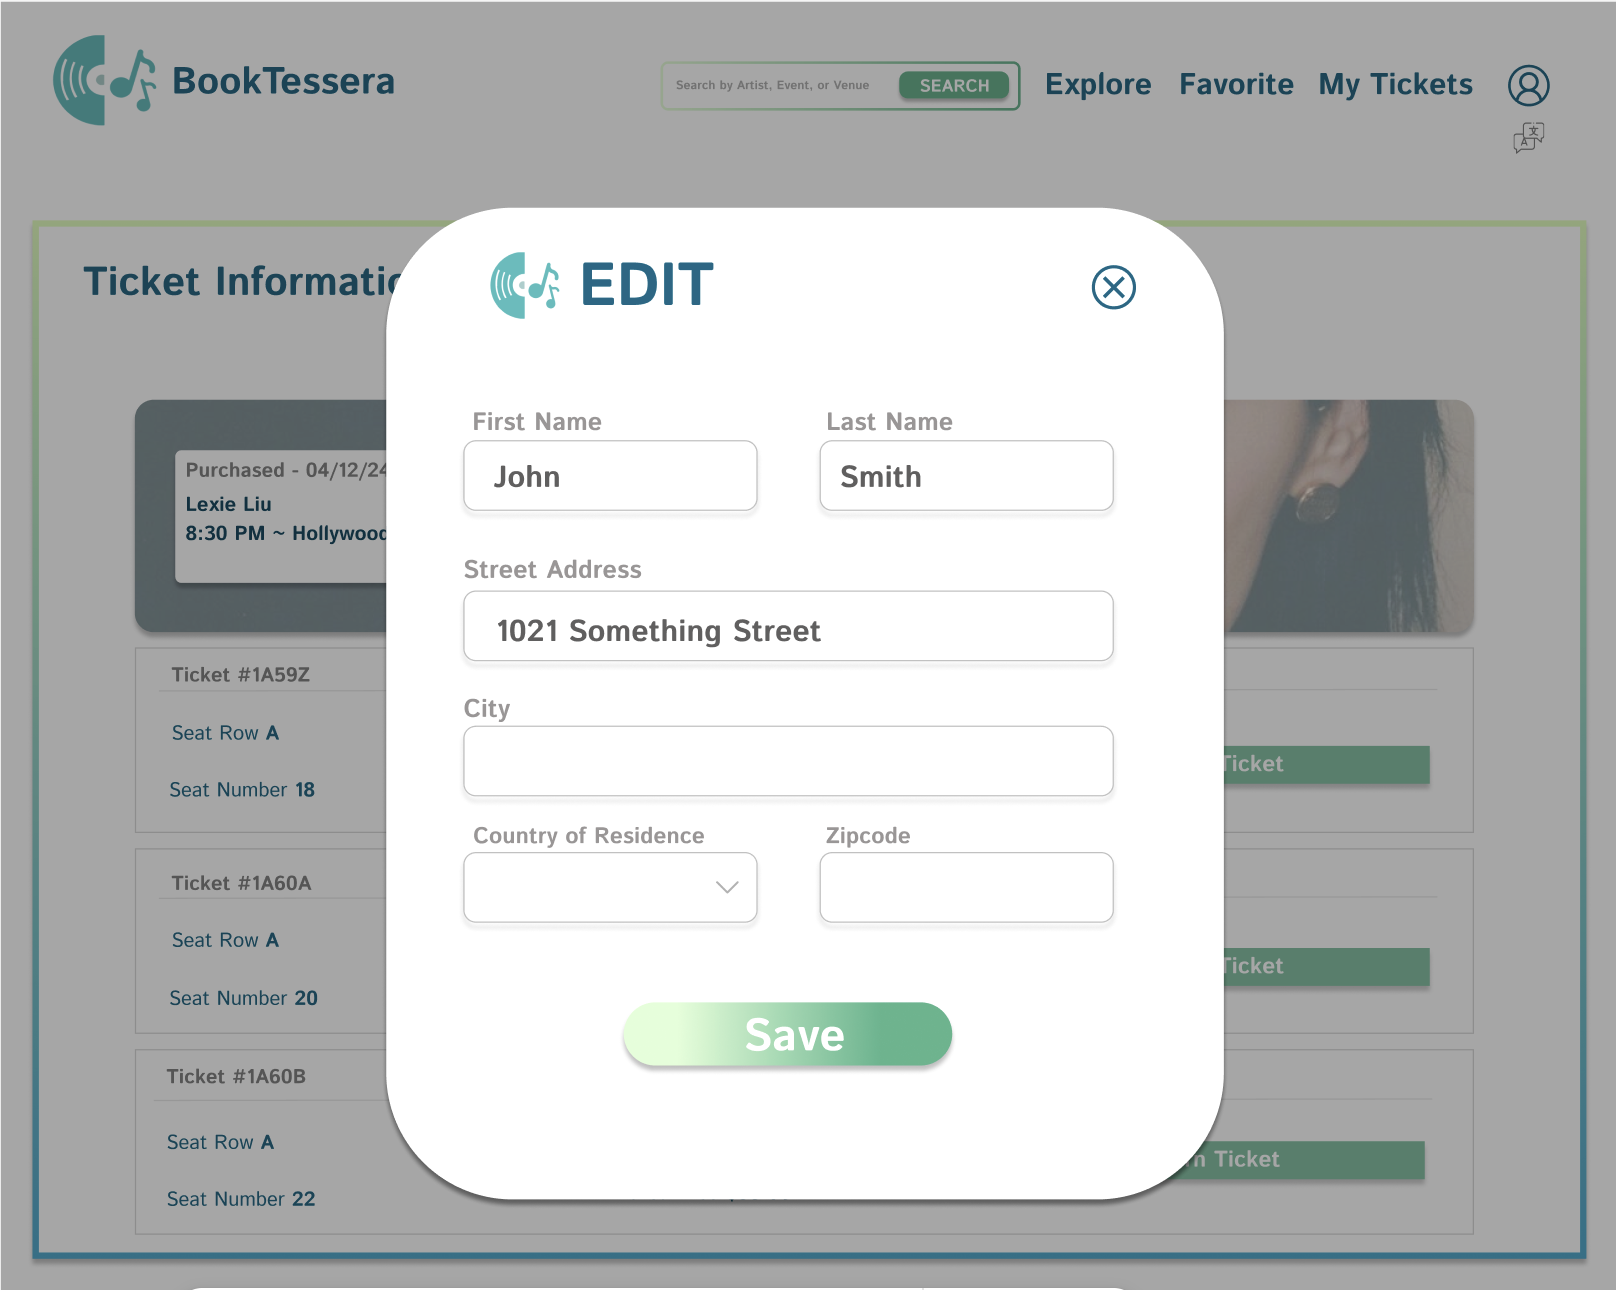 BookTessera
Search by Artist, Event, or Venue
SEARCH
Explore
Favorite
My Tickets
文
A
Ticket
EDIT
First Name
Last Name
John
Smith
Purchased - 04/12/24
Lexie Liu
8:30 PM ~ Hollywood
Street Address
1021 Something Street
City
Country of Residence
Zipcode
Save
Ticket #1A59Z
Seat Row A
Seat Number 18
Ticket
Ticket #1A60A
Seat Row A
Seat Number 20
Ticket
Ticket #1A60B
Seat Row A
Seat Number 22
Ticket